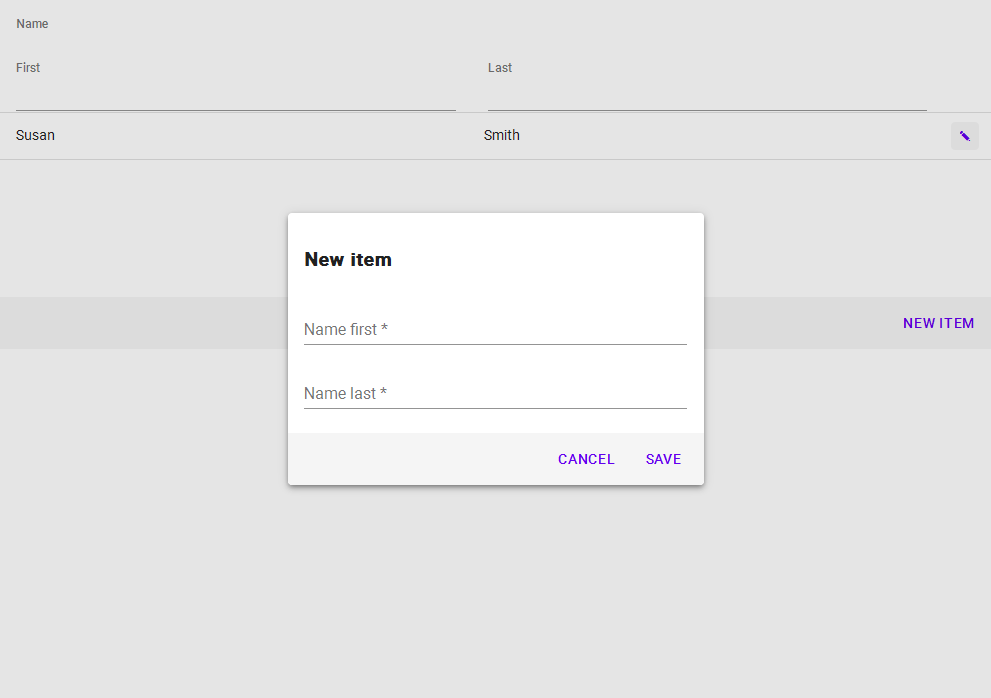 Name
First Last
Susan Smith
New item
Name first *
NEW ITEM
Name last *
CANCEL SAVE